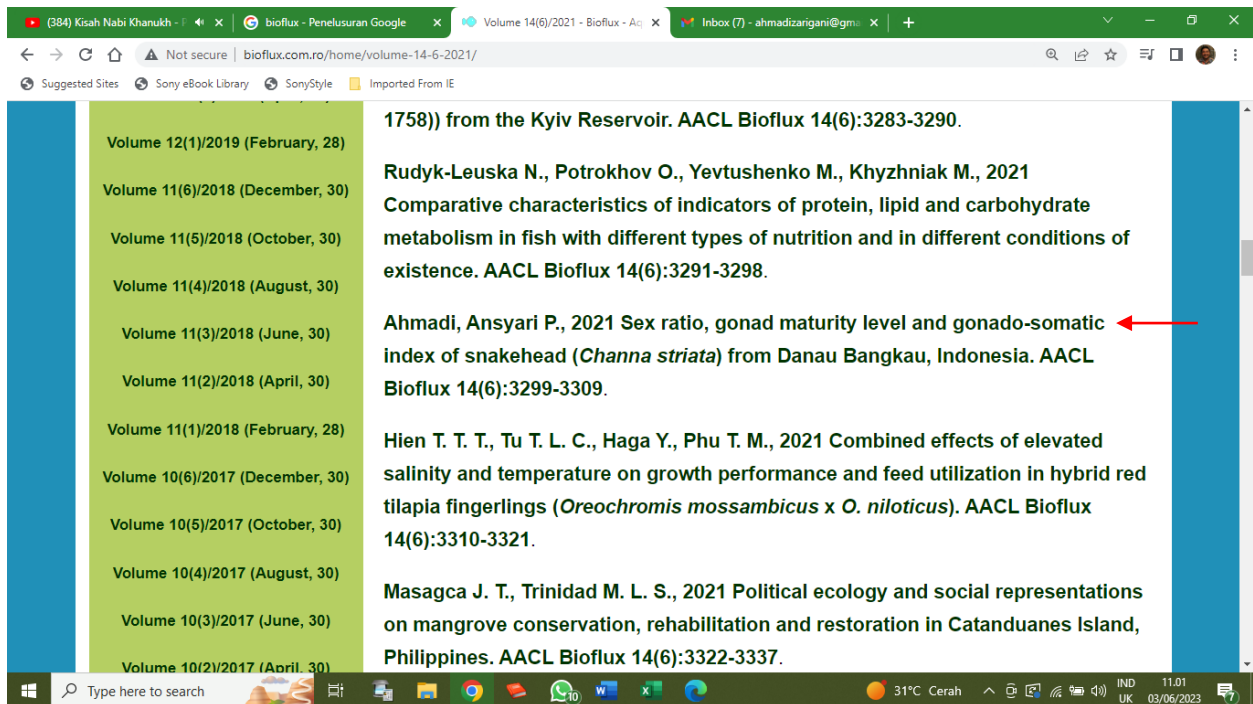 (384) Kisah Nabi Khanukh - P
bioflux - Penelusuran Google
Volume 14(6)/2021 - Bioflux - Aq
Inbox (7) - ahmadizarigani@gma
Not secure
bioflux.com.ro/home/volume-14-6-2021/
Suggested Sites
Sony eBook Library
SonyStyle
Imported From IE
Volume 12(1)/2019 (February, 28)
Volume 11(6)/2018 (December, 30)
Volume 11(5)/2018 (October, 30)
Volume 11(4)/2018 (August, 30)
Volume 11(3)/2018 (June, 30)
Volume 11(2)/2018 (April, 30)
Volume 11(1)/2018 (February, 28)
Volume 10(6)/2017 (December, 30)
Volume 10(5)/2017 (October, 30)
Volume 10(4)/2017 (August, 30)
Volume 10(3)/2017 (June, 30)
Volume 10(2)/2017 (April, 30)
1758)) from the Kyiv Reservoir. AACL Bioflux 14(6):3283-3290.
Rudyk-Leuska N., Potrokhov O., Yevtushenko M., Khyzhniak M., 2021
Comparative characteristics of indicators of protein, lipid and carbohydrate
metabolism in fish with different types of nutrition and in different conditions of
existence. AACL Bioflux 14(6):3291-3298.
Ahmadi, Ansyari P., 2021 Sex ratio, gonad maturity level and gonado-somatic
index of snakehead (Channa striata) from Danau Bangkau, Indonesia. AACL
Bioflux 14(6):3299-3309.
Hien T. T. T., Tu T. L. C., Haga Y., Phu T. M., 2021 Combined effects of elevated
salinity and temperature on growth performance and feed utilization in hybrid red
tilapia fingerlings (Oreochromis mossambicus x O. niloticus). AACL Bioflux
14(6):3310-3321.
Masagca J. T., Trinidad M. L. S., 2021 Political ecology and social representations
on mangrove conservation, rehabilitation and restoration in Catanduanes Island,
Philippines. AACL Bioflux 14(6):3322-3337.
Type here to search
10
31°C Cerah
IND
UK
11.01
03/06/2023
7